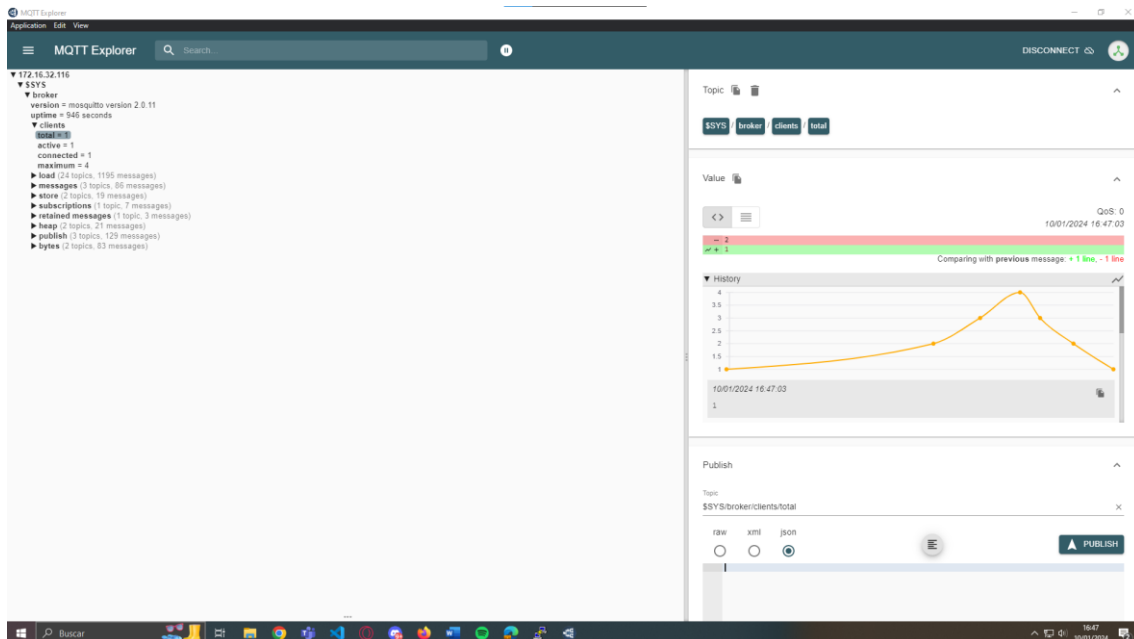 MQTT Explorer
Application Edit View
MQTT Explorer
Search...
DISCONNECT
▼ 172.16.32.116
▼ $SYS
▼ broker
version = mosquitto version 2.0.11
uptime = 946 seconds
▼ clients
total = 1
active = 1
connected = 1
maximum = 4
▶ load (24 topics, 1195 messages)
▶ messages (3 topics, 86 messages)
▶ store (2 topics, 19 messages)
▶ subscriptions (1 topic, 7 messages)
▶ retained messages (1 topic, 3 messages)
▶ heap (2 topics, 21 messages)
▶ publish (3 topics, 129 messages)
▶ bytes (2 topics, 83 messages)
Topic
$SYS / broker / clients / total
Value
QoS: 0
10/01/2024 16:47:03
- 2
+ 1
Comparing with previous message: + 1 line, - 1 line
▼ History
4
3.5
3
2.5
2
1.5
1
10/01/2024 16:47:03
1
Publish
Topic
$SYS/broker/clients/total
raw xml json
PUBLISH
Buscar
16:47
10/01/2024